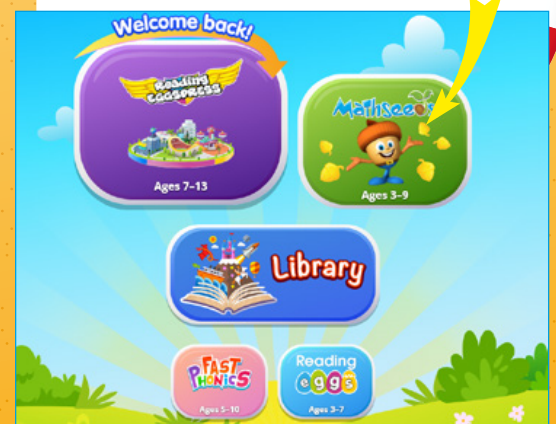 Welcome back!
Reading
EGGSPRESS
Ages 7-13
Mathseeds
Ages 3-9
Library
FAST
PHONICS
Ages 5-10
Reading
eggs
Ages 3-7